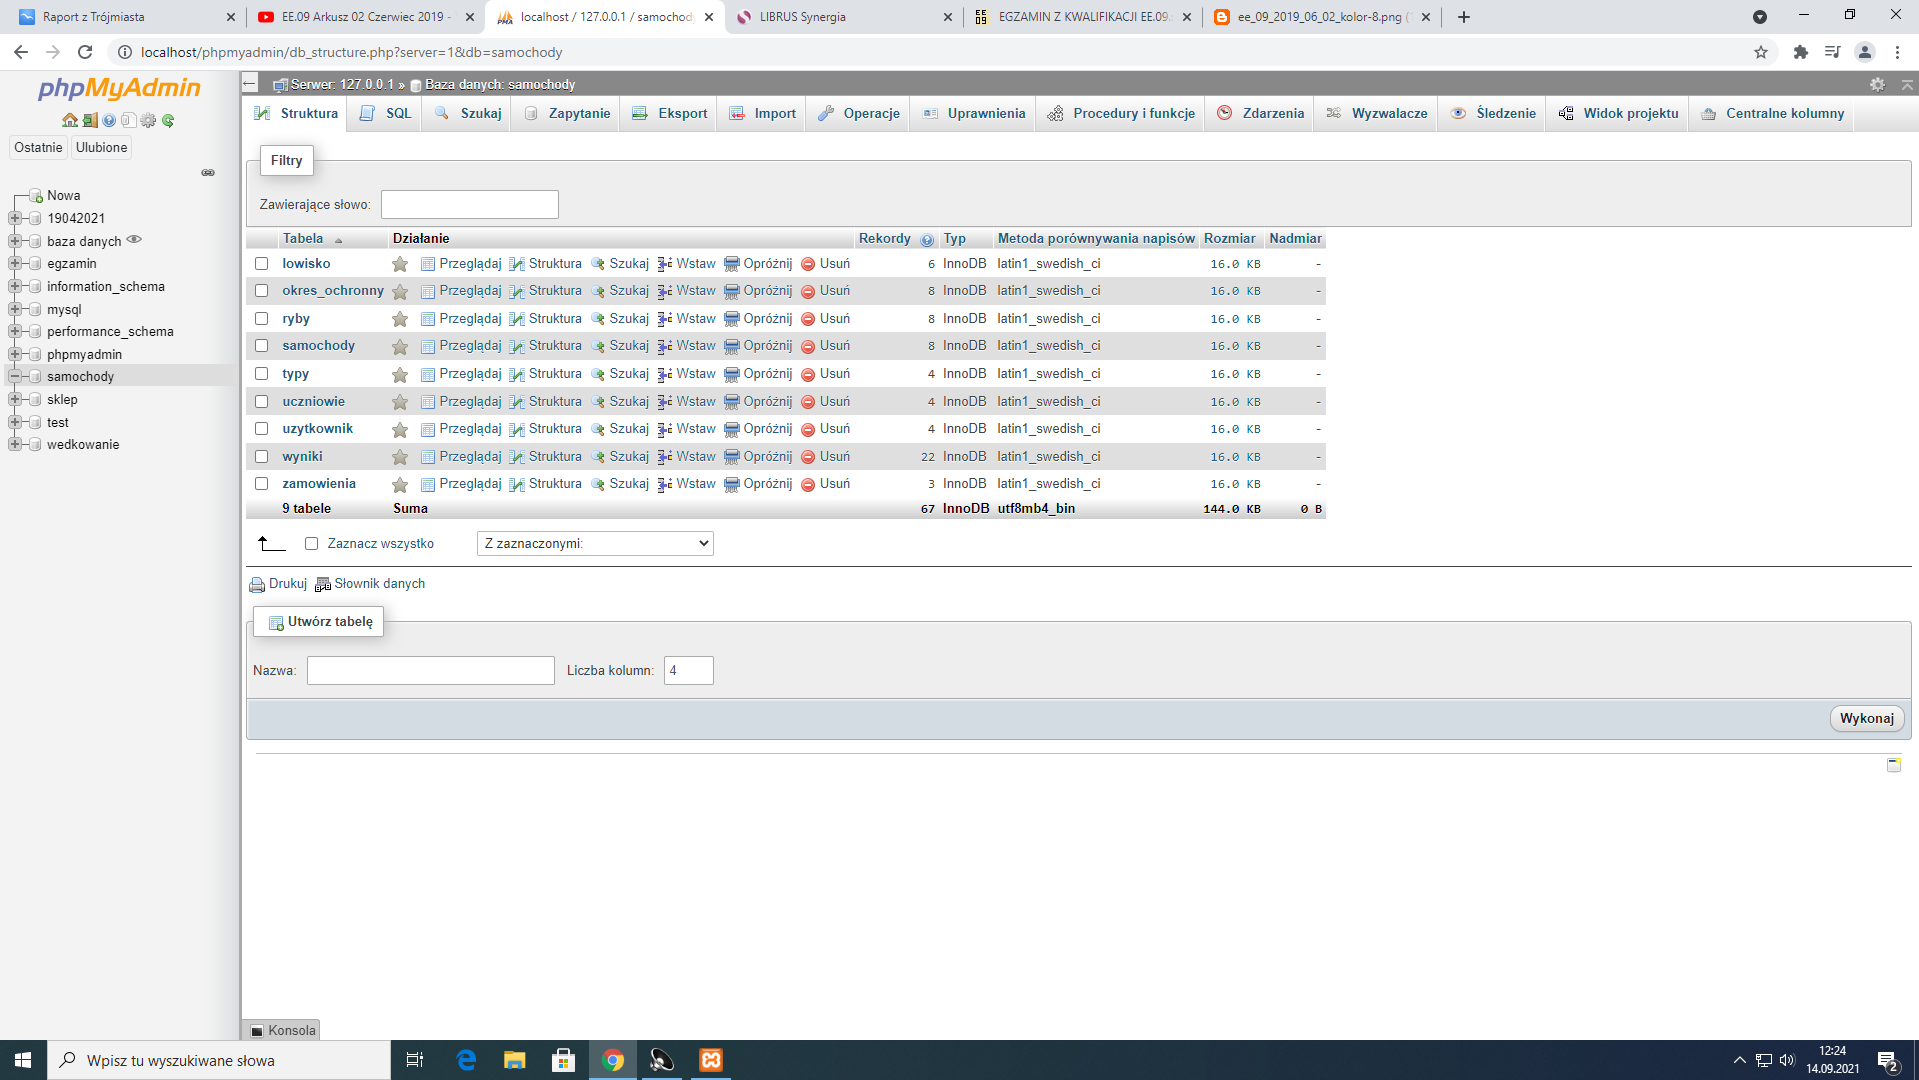 Raport z Trójmiasta
EE.09 Arkusz 02 Czerwiec 2019 -
localhost / 127.0.0.1 / samochody
LIBRUS Synergia
EGZAMIN Z KWALIFIKACJI EE.09
ee_09_2019_06_02_kolor-8.png (
localhost/phpmyadmin/db_structure.php?server=1&db=samochody
phpMyAdmin
Ostatnie Ulubione
Nowa
19042021
baza danych
egzamin
information_schema
mysql
performance_schema
phpmyadmin
samochody
sklep
test
wedkowanie
Serwer: 127.0.0.1 » Baza danych: samochody
Struktura SQL Szukaj Zapytanie Eksport Import Operacje Uprawnienia Procedury i funkcje Zdarzenia Wyzwalacze Śledzenie Widok projektu Centralne kolumny
Filtry
Zawierające słowo:
Tabela Działanie Rekordy Typ Metoda porównywania napisów Rozmiar Nadmiar
lowisko Przeglądaj Struktura Szukaj Wstaw Opróżnij Usuń 6 InnoDB latin1_swedish_ci 16.0 KB -
okres_ochronny Przeglądaj Struktura Szukaj Wstaw Opróżnij Usuń 8 InnoDB latin1_swedish_ci 16.0 KB -
ryby Przeglądaj Struktura Szukaj Wstaw Opróżnij Usuń 8 InnoDB latin1_swedish_ci 16.0 KB -
samochody Przeglądaj Struktura Szukaj Wstaw Opróżnij Usuń 8 InnoDB latin1_swedish_ci 16.0 KB -
typy Przeglądaj Struktura Szukaj Wstaw Opróżnij Usuń 4 InnoDB latin1_swedish_ci 16.0 KB -
uczniowie Przeglądaj Struktura Szukaj Wstaw Opróżnij Usuń 4 InnoDB latin1_swedish_ci 16.0 KB -
uzytkownik Przeglądaj Struktura Szukaj Wstaw Opróżnij Usuń 4 InnoDB latin1_swedish_ci 16.0 KB -
wyniki Przeglądaj Struktura Szukaj Wstaw Opróżnij Usuń 22 InnoDB latin1_swedish_ci 16.0 KB -
zamowienia Przeglądaj Struktura Szukaj Wstaw Opróżnij Usuń 3 InnoDB latin1_swedish_ci 16.0 KB -
9 tabele Suma 67 InnoDB utf8mb4_bin 144.0 KB 0 B
Zaznacz wszystko Z zaznaczonymi:
Drukuj Słownik danych
Utwórz tabelę
Nazwa: Liczba kolumn: 4
Wykonaj
Konsola
Wpisz tu wyszukiwane słowa
12:24
14.09.2021
2